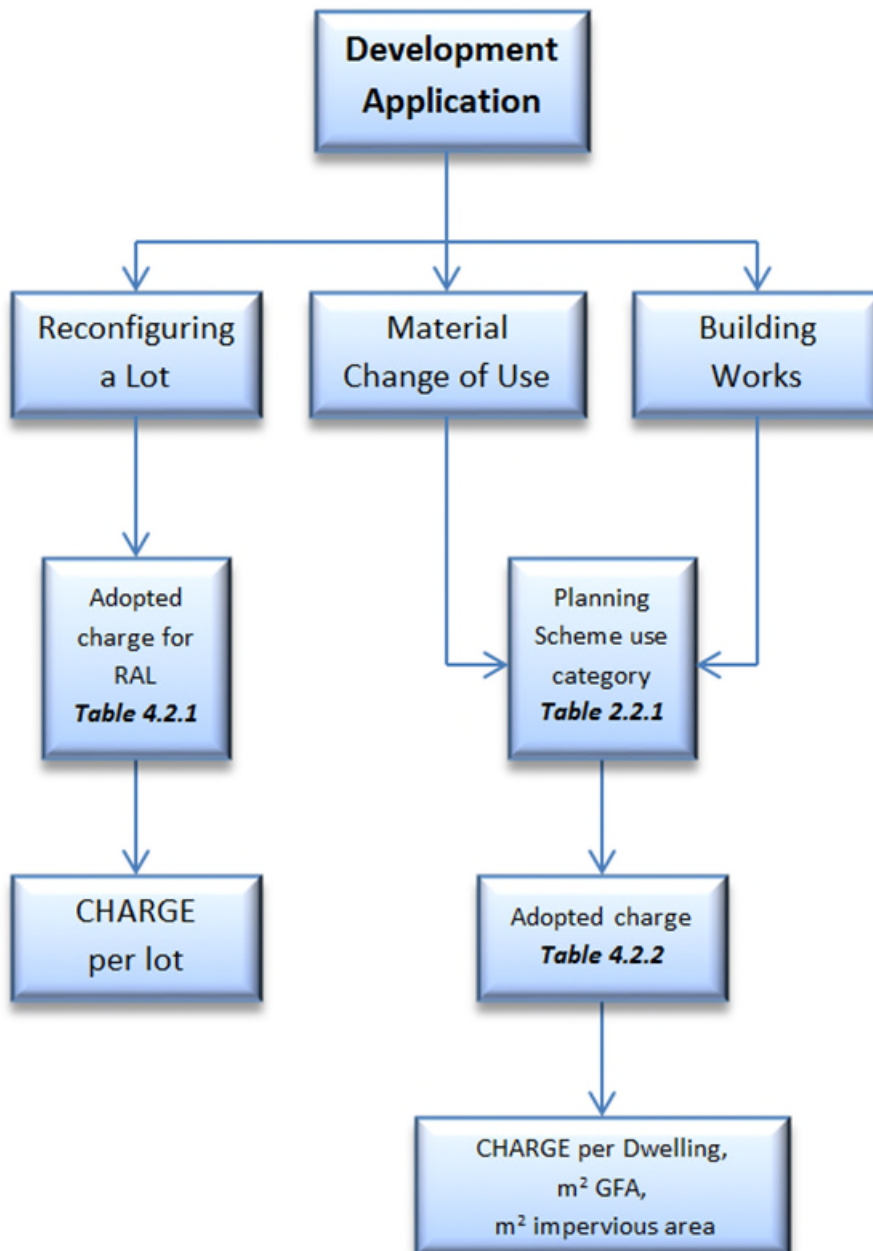 Development
Application
Reconfiguring
a Lot
Material
Change of Use
Building
Works
Adopted
charge for
RAL
Table 4.2.1
Planning
Scheme use
category
Table 2.2.1
CHARGE
per lot
Adopted charge
Table 4.2.2
CHARGE per Dwelling,
m² GFA,
m² impervious area